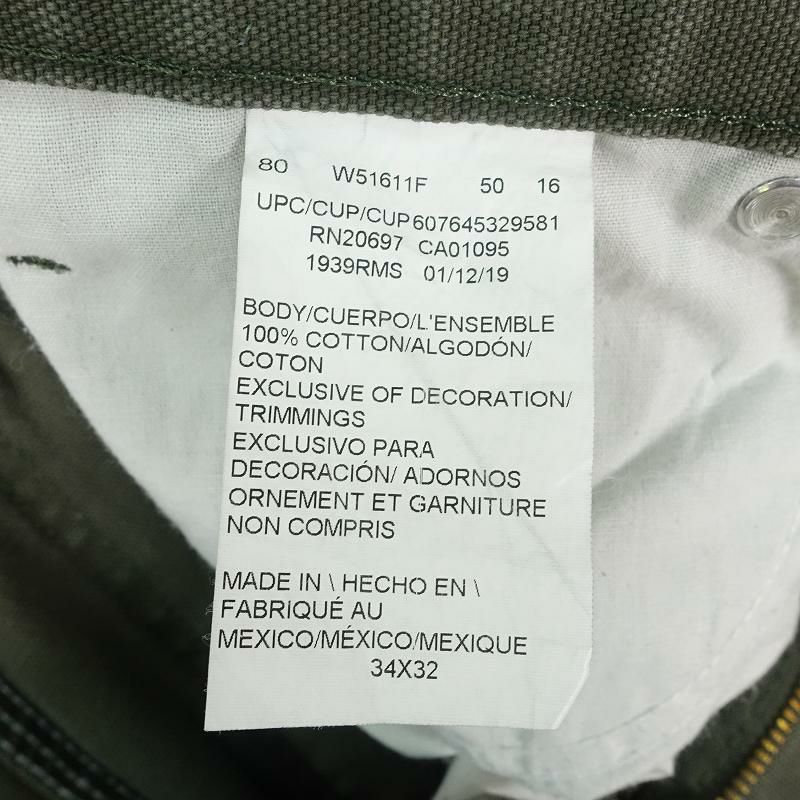 80 W51611F 50 16
UPC/CUP/CUP 607645329581
RN20697 CA01095
1939RMS 01/12/19
BODY/CUERPO/L'ENSEMBLE
100% COTTON/ALGODÓN/
COTON
EXCLUSIVE OF DECORATION/
TRIMMINGS
EXCLUSIVO PARA
DECORACIÓN/ ADORNOS
ORNEMENT ET GARNITURE
NON COMPRIS
MADE IN \ HECHO EN \
FABRIQUÉ AU
MEXICO/MÉXICO/MEXIQUE
34X32